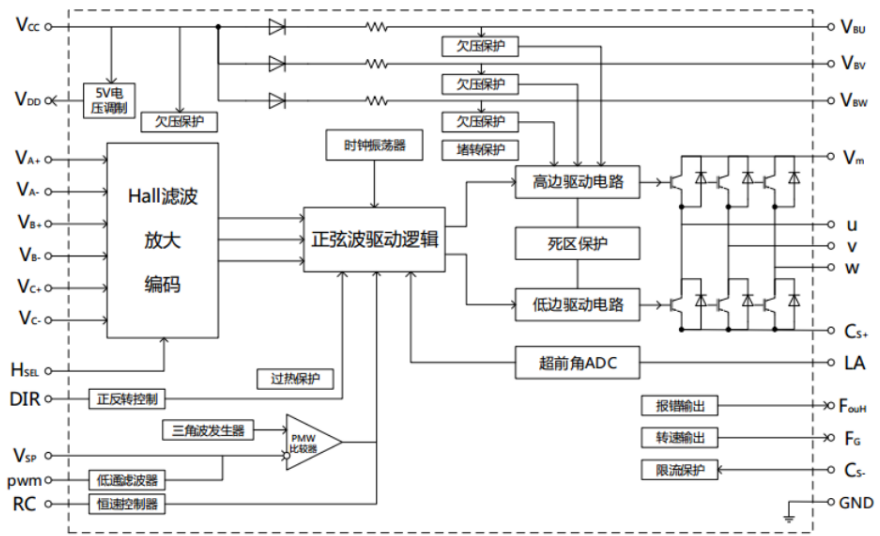 VCC
VBU
欠压保护
VBV
5V电
压调制
VDD
欠压保护
VBW
欠压保护
欠压保护
时钟振荡器
堵转保护
VA+
Vm
VA-
Hall滤波
高边驱动电路
VB+
放大
正弦波驱动逻辑
死区保护
u
v
VB-
w
VC+
编码
低边驱动电路
VC-
CS+
HSEL
过热保护
超前角ADC
LA
DIR
正反转控制
报错输出
FouH
三角波发生器
PMW
比较器
转速输出
FG
VSP
限流保护
CS-
pwm
低通滤波器
RC
恒速控制器
GND